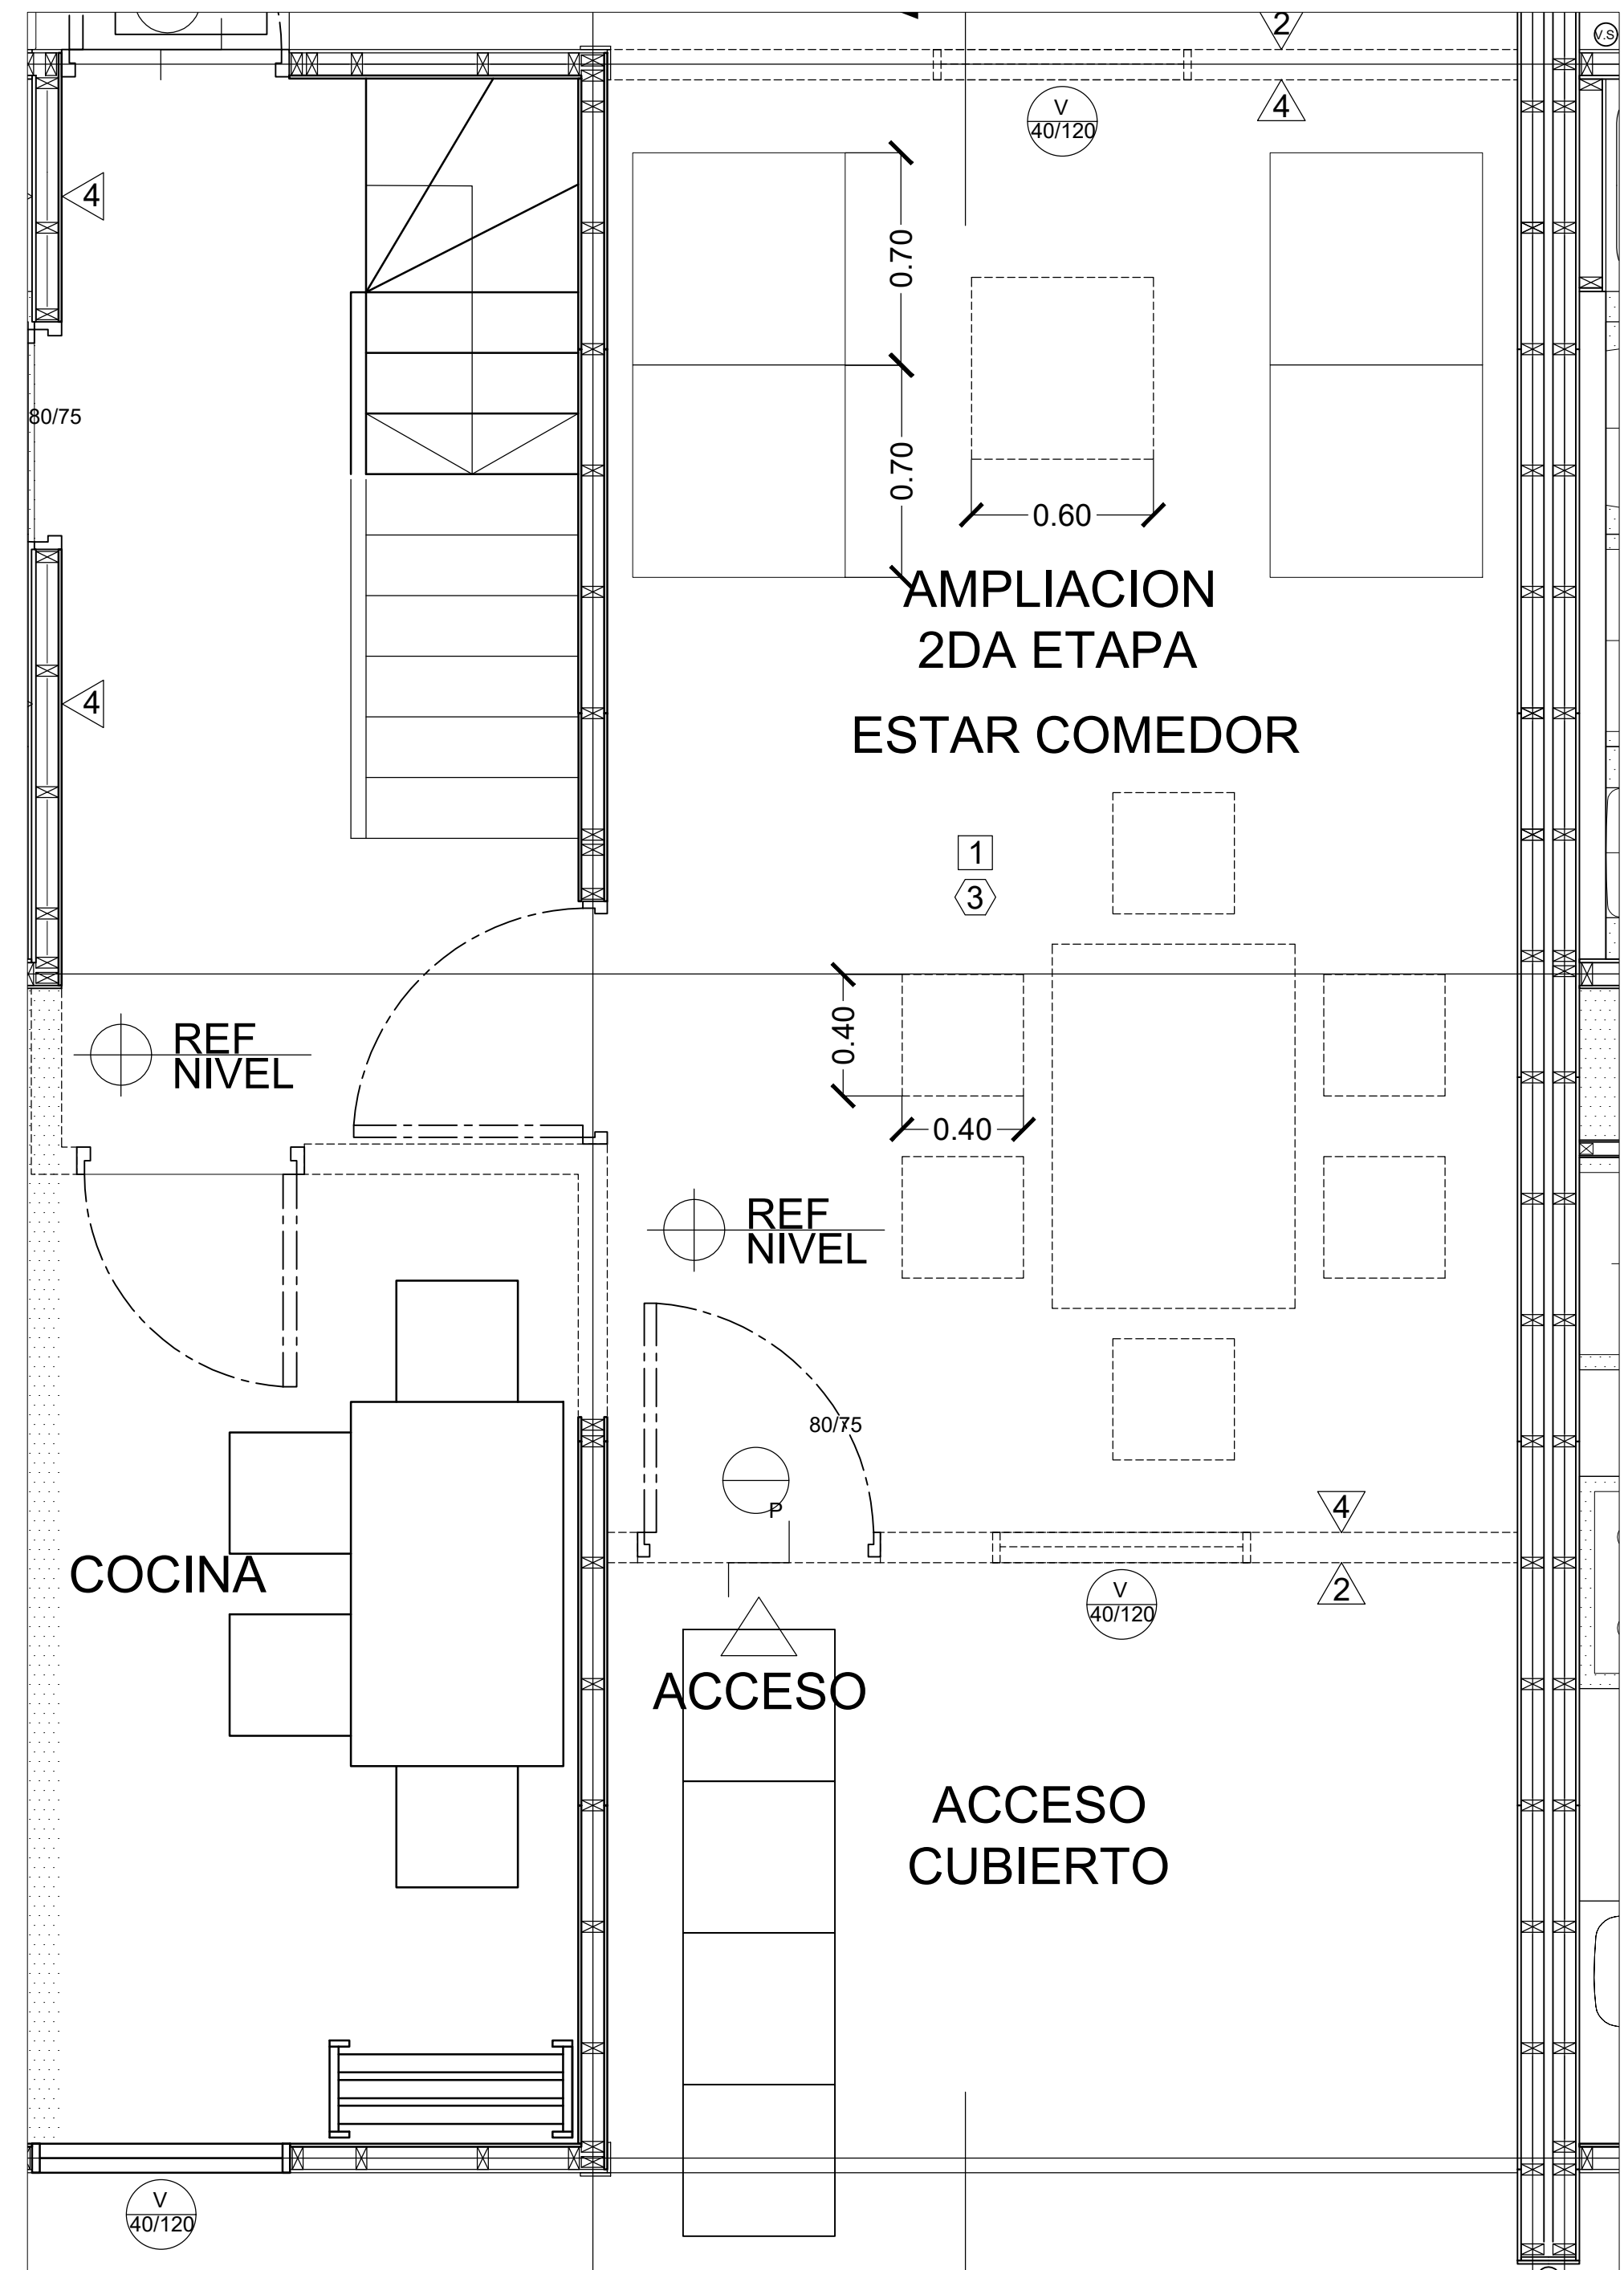 2
V.S
V
40/120
4
4
0.70
80/75
0.70
0.60
AMPLIACION
2DA ETAPA
4
ESTAR COMEDOR
1
3
REF
NIVEL
0.40
0.40
REF
NIVEL
80/75
P
4
COCINA
V
40/120
2
ACCESO
ACCESO
CUBIERTO
V
40/120